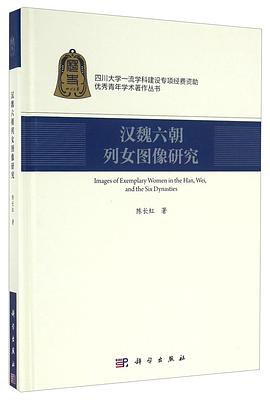 四川大学一流学科建设专项经费资助
优秀青年学术著作丛书
汉魏六朝
列女图像研究
Images of Exemplary Women in the Han, Wei,
and the Six Dynasties
陈长虹 著
科学出版社
汉魏六朝列女图像研究
陈长虹 著
科学出版社